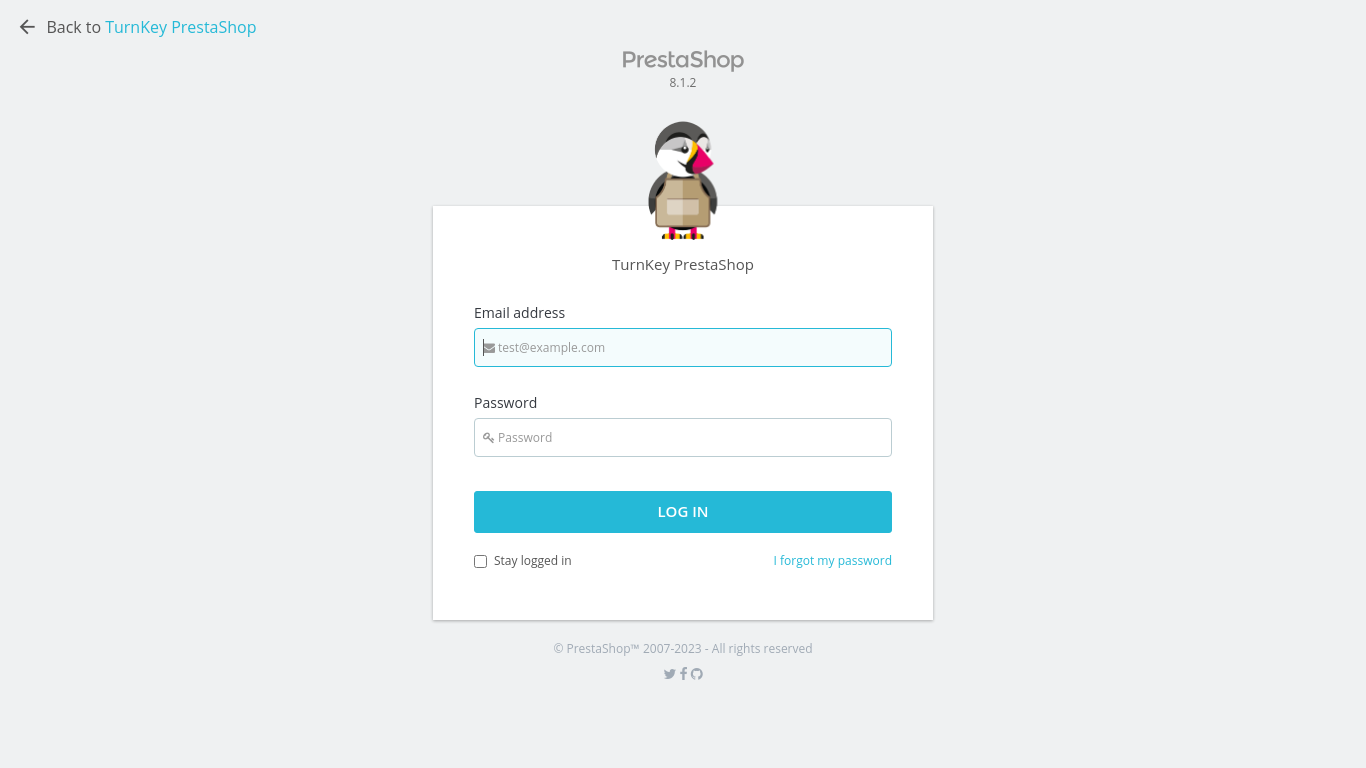 Back to TurnKey PrestaShop
PrestaShop
8.1.2
TurnKey PrestaShop
Email address
test@example.com
Password
Password
LOG IN
Stay logged in
I forgot my password
© PrestaShop™ 2007-2023 - All rights reserved